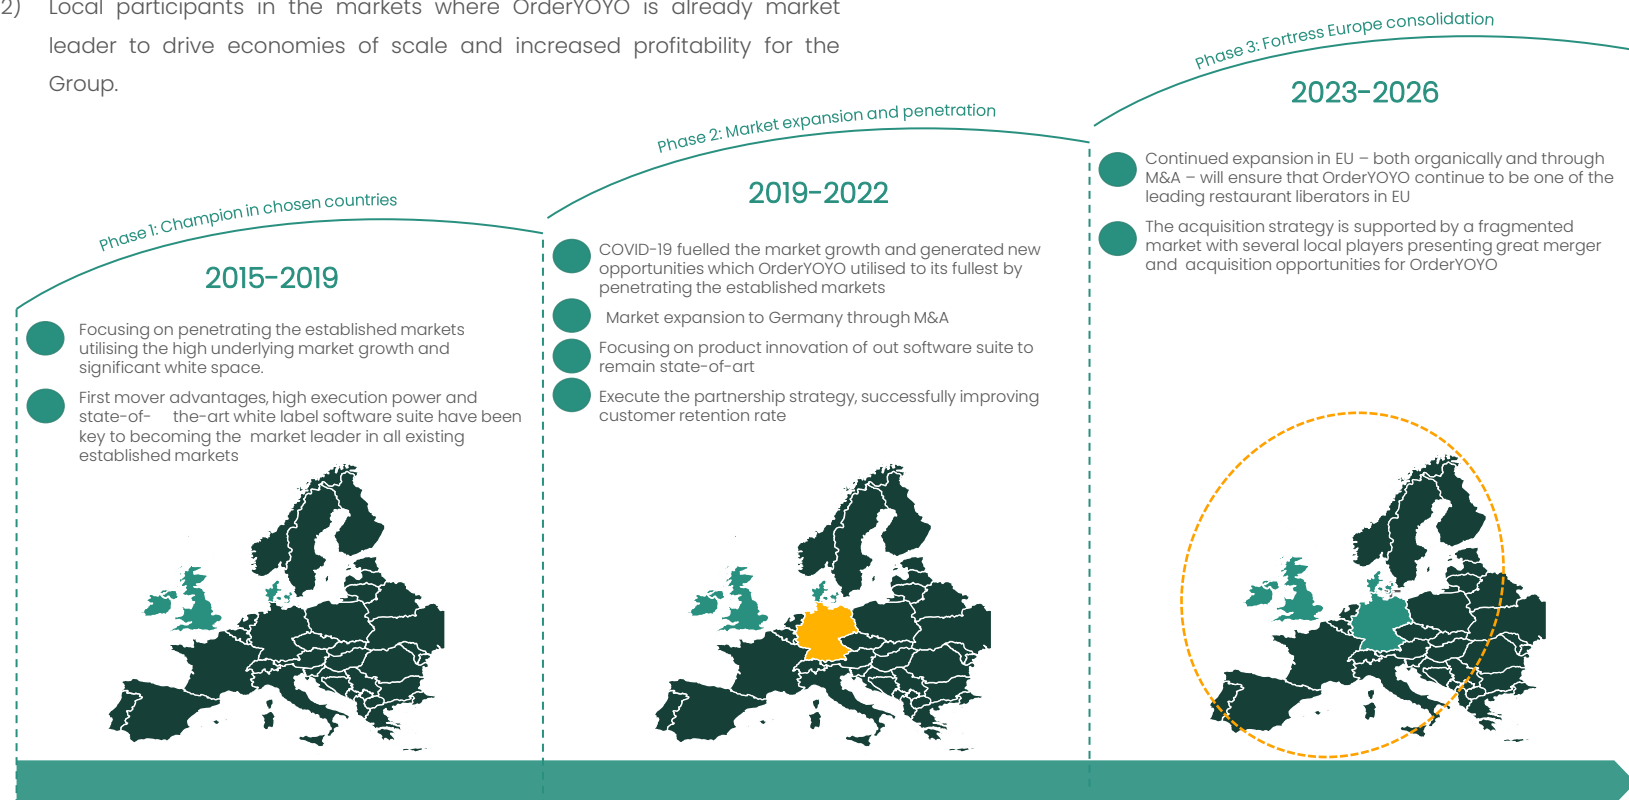 2) Local participants in the markets where OrderYOYO is already market
leader to drive economies of scale and increased profitability for the
Group.
Phase 1: Champion in chosen countries
2015-2019
Focusing on penetrating the established markets
utilising the high underlying market growth and
significant white space.
First mover advantages, high execution power and
state-of- the-art white label software suite have been
key to becoming the market leader in all existing
established markets
Phase 2: Market expansion and penetration
2019-2022
COVID-19 fuelled the market growth and generated new
opportunities which OrderYOYO utilised to its fullest by
penetrating the established markets
Market expansion to Germany through M&A
Focusing on product innovation of out software suite to
remain state-of-art
Execute the partnership strategy, successfully improving
customer retention rate
Phase 3: Fortress Europe consolidation
2023-2026
Continued expansion in EU – both organically and through
M&A – will ensure that OrderYOYO continue to be one of the
leading restaurant liberators in EU
The acquisition strategy is supported by a fragmented
market with several local players presenting great merger
and acquisition opportunities for OrderYOYO